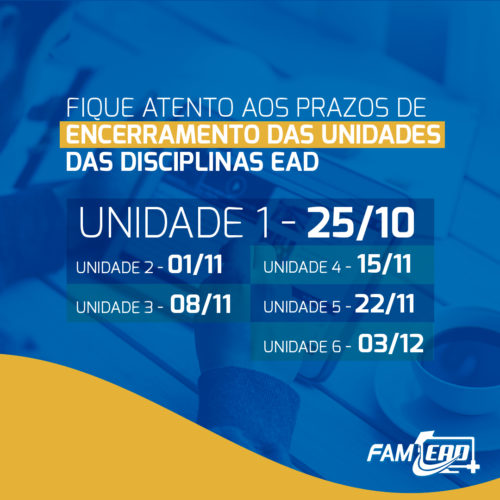 FIQUE ATENTO AOS PRAZOS DE
ENCERRAMENTO DAS UNIDADES
DAS DISCIPLINAS EAD
UNIDADE 1 - 25/10
UNIDADE 2 - 01/11
UNIDADE 3 - 08/11
UNIDADE 4 - 15/11
UNIDADE 5 - 22/11
UNIDADE 6 - 03/12
FAM EAD +